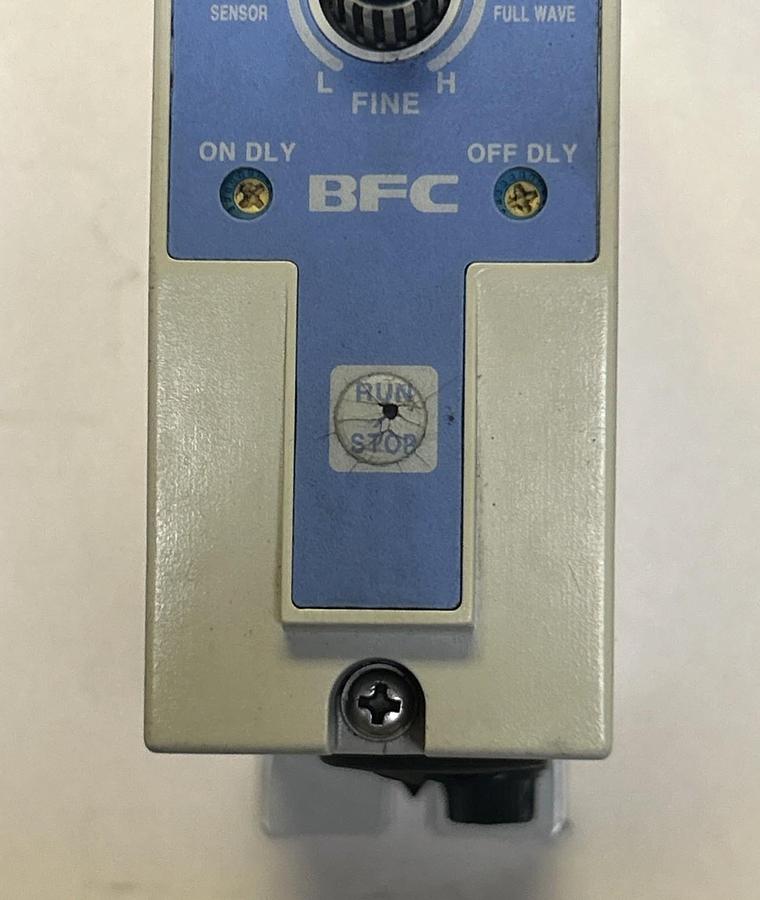 SENSOR
FULL WAVE
L H
FINE
ON DLY
OFF DLY
BFC
RUN
STOP